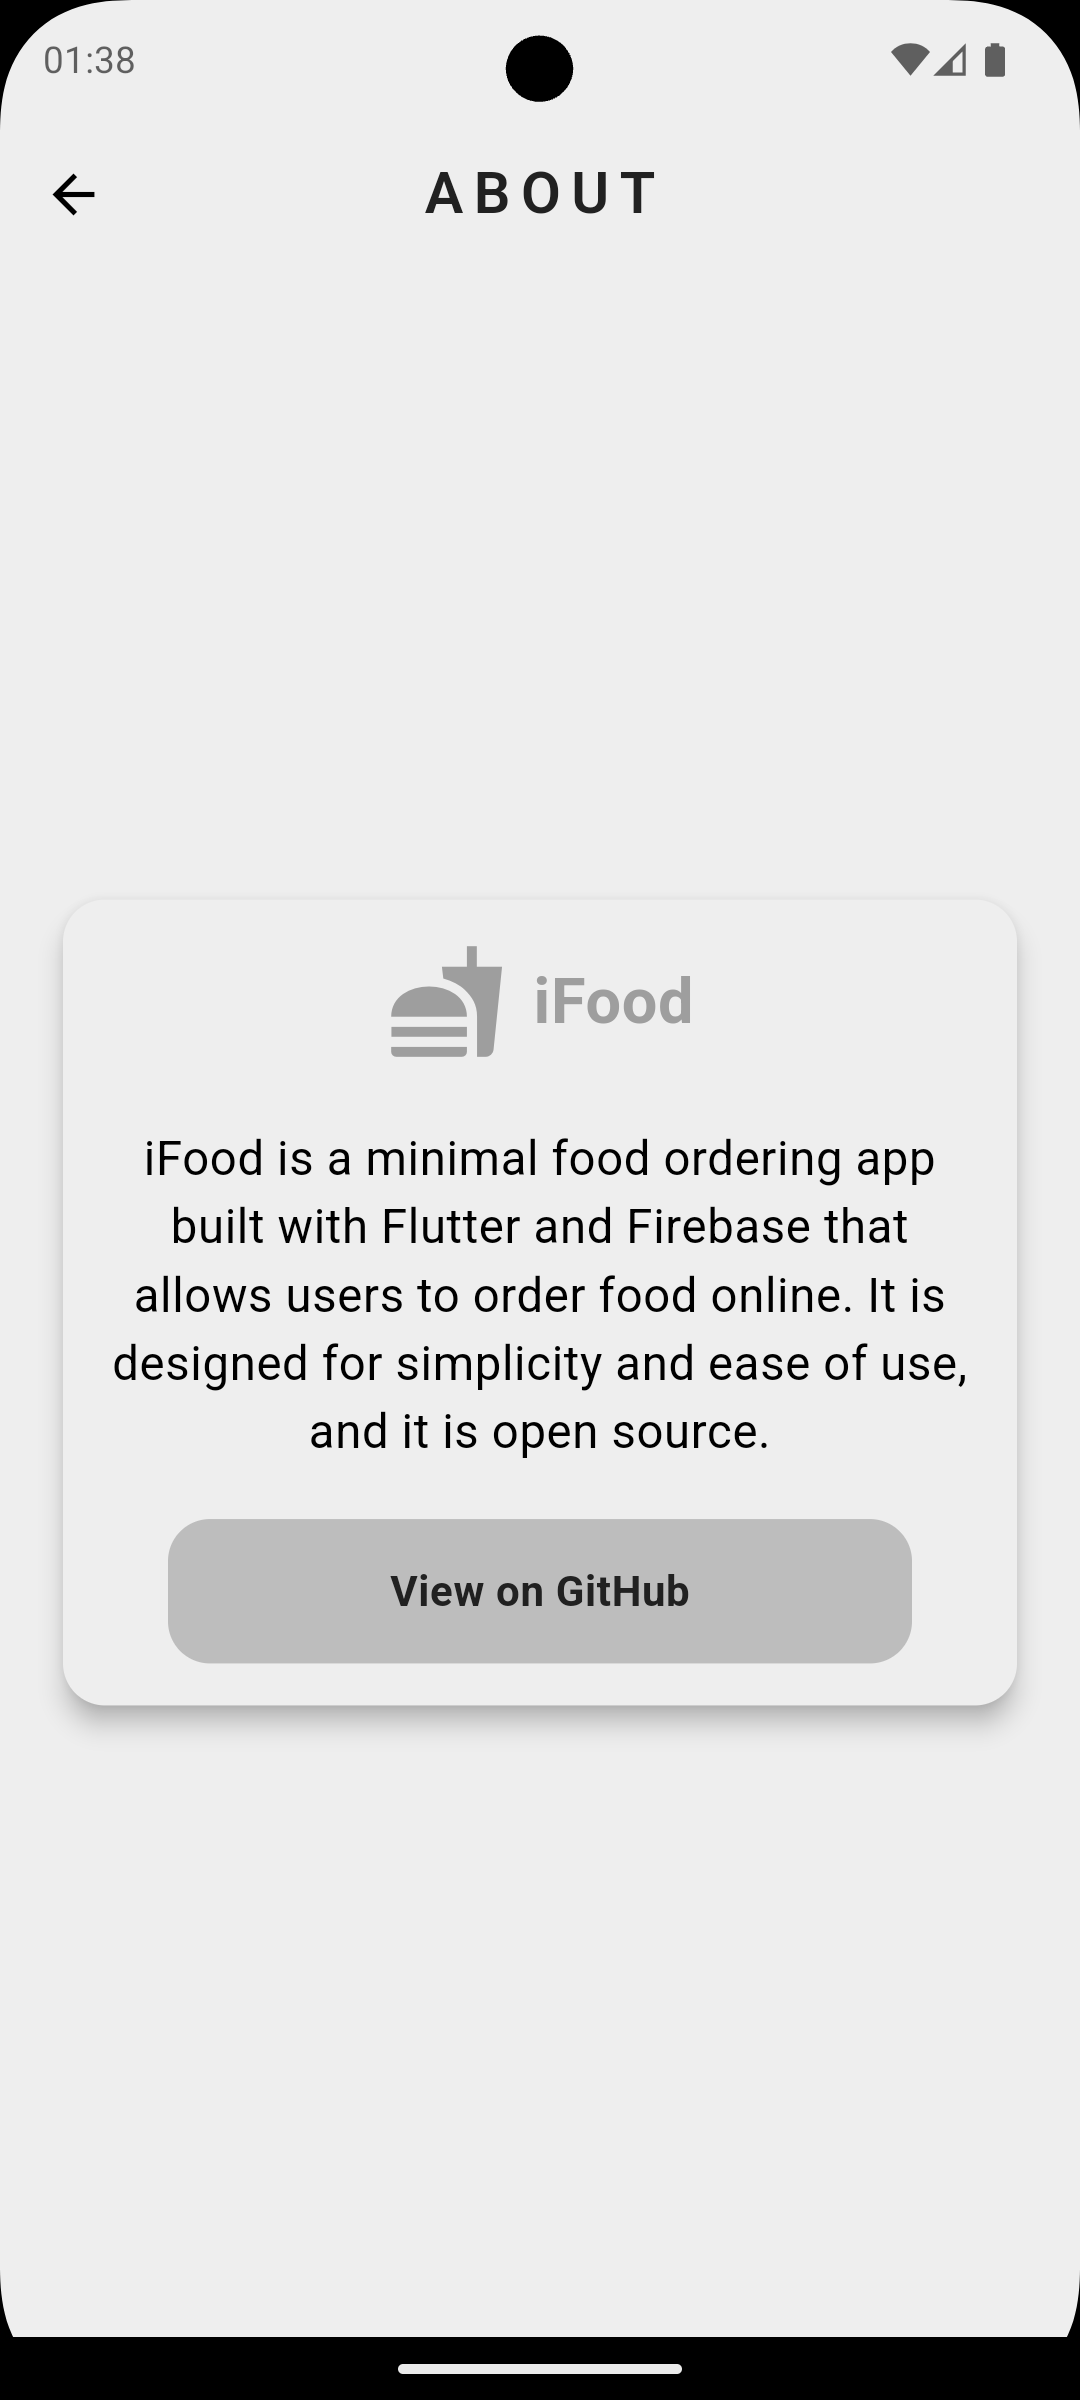 01:38
ABOUT
iFood
iFood is a minimal food ordering app
built with Flutter and Firebase that
allows users to order food online. It is
designed for simplicity and ease of use,
and it is open source.
View on GitHub